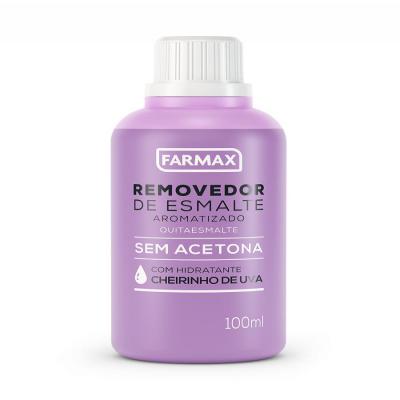 FARMAX
REMOVEDOR
DE ESMALTE
AROMATIZADO
QUITAESMALTE
SEM ACETONA
COM HIDRATANTE
CHEIRINHO DE UVA
100ml